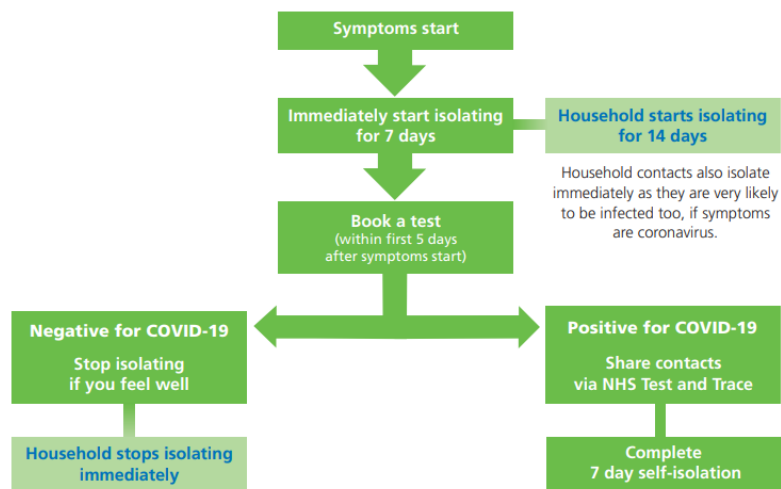 Symptoms start
Immediately start isolating
for 7 days
Household starts isolating
for 14 days
Household contacts also isolate
immediately as they are very likely
to be infected too, if symptoms
are coronavirus.
Book a test
(within first 5 days
after symptoms start)
Negative for COVID-19
Stop isolating
if you feel well
Household stops isolating
immediately
Positive for COVID-19
Share contacts
via NHS Test and Trace
Complete
7 day self-isolation